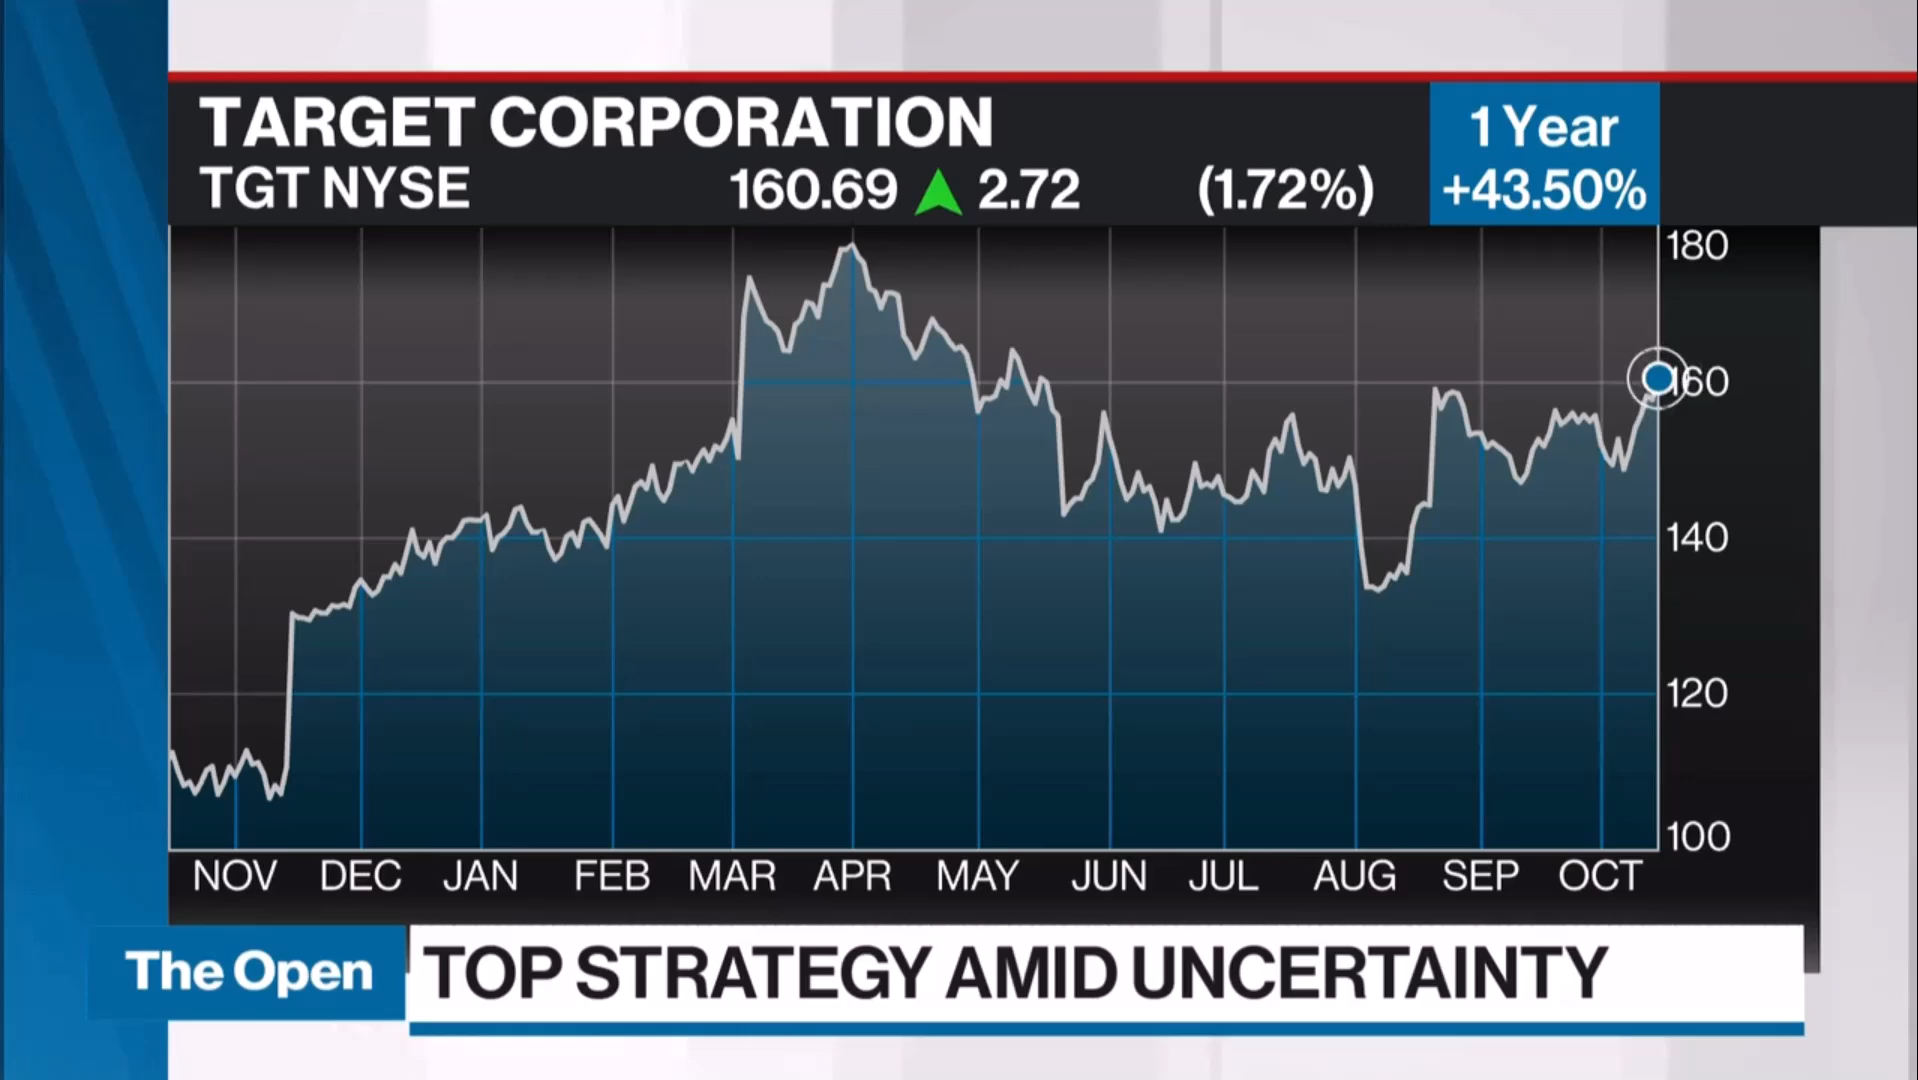 TARGET CORPORATION
1 Year
TGT NYSE 160.69 2.72 (1.72%) +43.50%
180
160
140
120
100
NOV DEC JAN FEB MAR APR MAY JUN JUL AUG SEP OCT
The Open TOP STRATEGY AMID UNCERTAINTY